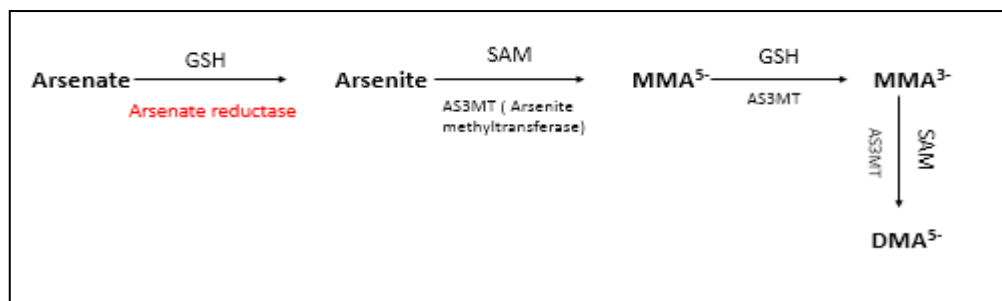 GSH
SAM
GSH
Arsenate
Arsenite
MMA⁵⁻
MMA³⁻
Arsenate reductase
AS3MT ( Arsenite
methyltransferase)
AS3MT
AS3MT
SAM
DMA⁵⁻